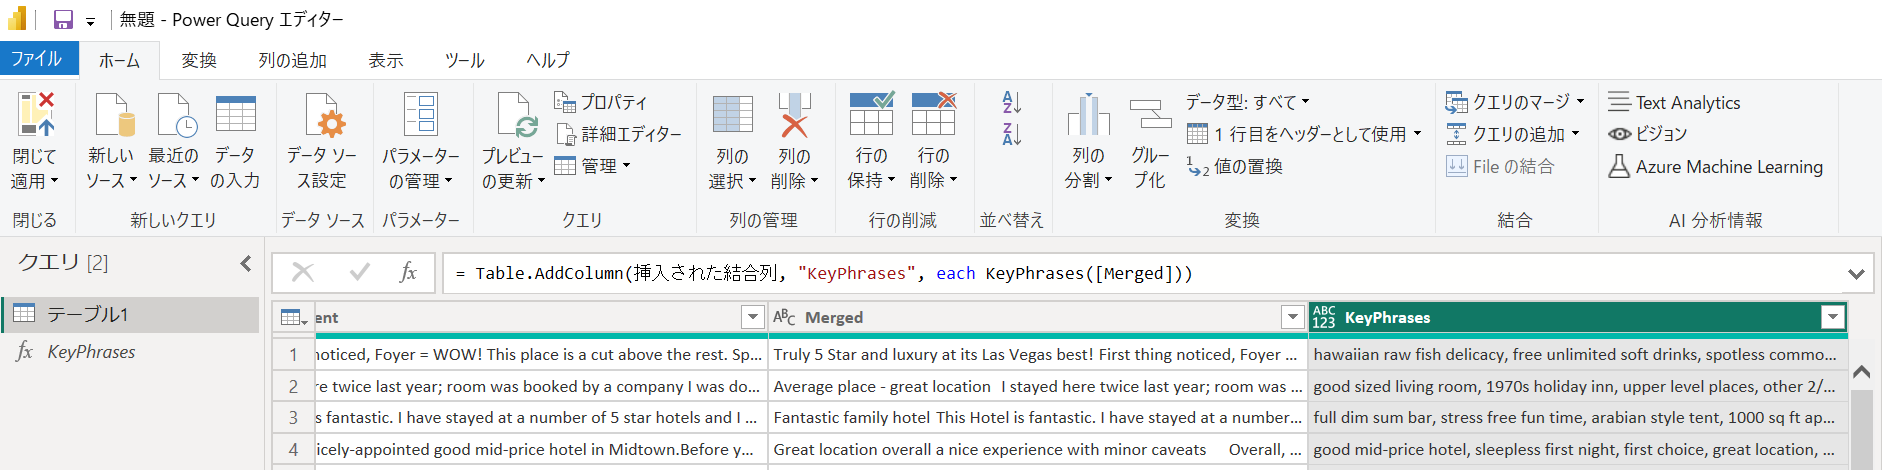 無題 - Power Query エディター
ファイル ホーム 変換 列の追加 表示 ツール ヘルプ
閉じて適用
閉じる
新しいソース
最近のソース
データの入力
新しいクエリ
データ ソース設定
データ ソース
パラメーターの管理
パラメーター
プレビューの更新
プロパティ
詳細エディター
管理
クエリ
列の選択
列の削除
列の管理
行の保持
行の削除
行の削減
並べ替え
列の分割
グループ化
データ型: すべて
1 行目をヘッダーとして使用
値の置換
変換
クエリのマージ
クエリの追加
File の結合
結合
Text Analytics
ビジョン
Azure Machine Learning
AI 分析情報
クエリ [2]
テーブル1
fx KeyPhrases
fx = Table.AddColumn(挿入された結合列, "KeyPhrases", each KeyPhrases([Merged]))
ent ABC Merged ABC 123 KeyPhrases
1 noticed, Foyer = WOW! This place is a cut above the rest. Sp... Truly 5 Star and luxury at its Las Vegas best! First thing noticed, Foyer ... hawaiian raw fish delicacy, free unlimited soft drinks, spotless commo...
2 re twice last year; room was booked by a company I was do... Average place - great location I stayed here twice last year; room was ... good sized living room, 1970s holiday inn, upper level places, other 2/...
3 s fantastic. I have stayed at a number of 5 star hotels and I ... Fantastic family hotel This Hotel is fantastic. I have stayed at a number... full dim sum bar, stress free fun time, arabian style tent, 1000 sq ft ap...
4 icely-appointed good mid-price hotel in Midtown.Before y... Great location overall a nice experience with minor caveats Overall, ... good mid-price hotel, sleepless first night, first choice, great location, ...